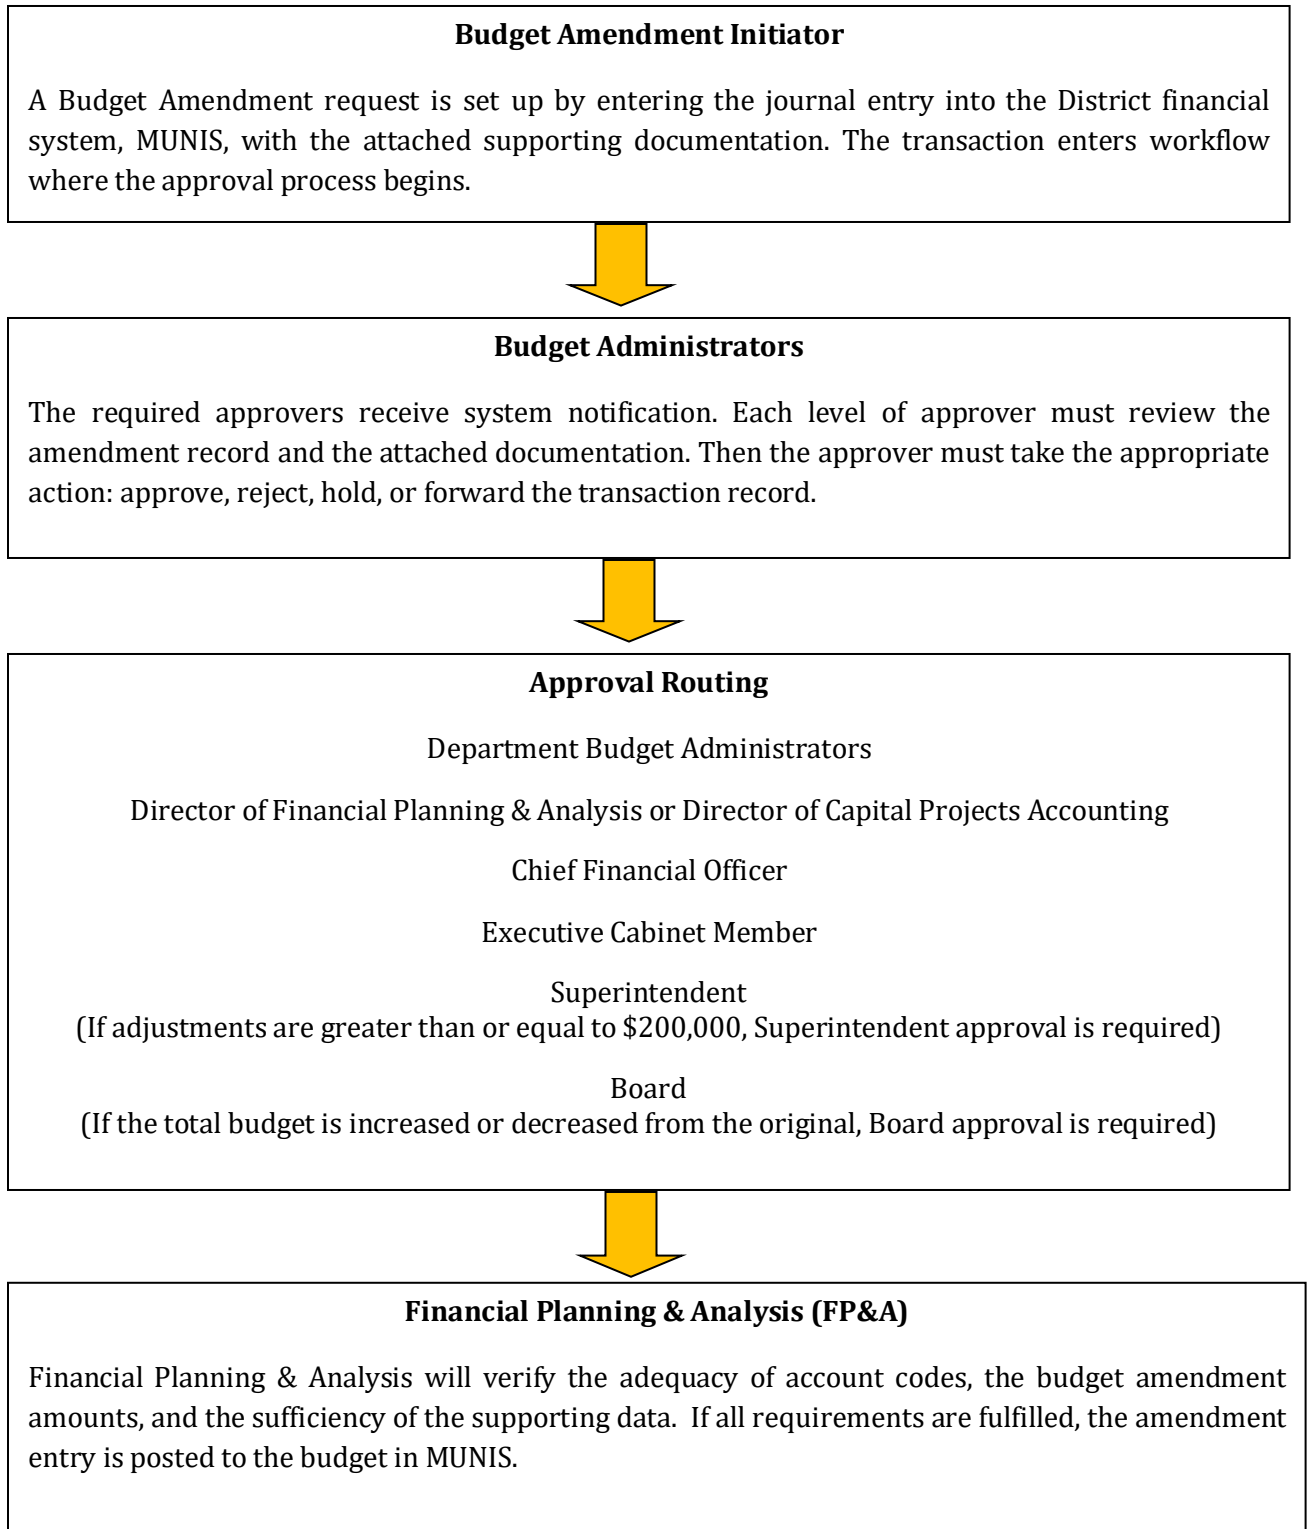 Budget Amendment Initiator
A Budget Amendment request is set up by entering the journal entry into the District financial
system, MUNIS, with the attached supporting documentation. The transaction enters workflow
where the approval process begins.
Budget Administrators
The required approvers receive system notification. Each level of approver must review the
amendment record and the attached documentation. Then the approver must take the appropriate
action: approve, reject, hold, or forward the transaction record.
Approval Routing
Department Budget Administrators
Director of Financial Planning & Analysis or Director of Capital Projects Accounting
Chief Financial Officer
Executive Cabinet Member
Superintendent
(If adjustments are greater than or equal to $200,000, Superintendent approval is required)
Board
(If the total budget is increased or decreased from the original, Board approval is required)
Financial Planning & Analysis (FP&A)
Financial Planning & Analysis will verify the adequacy of account codes, the budget amendment
amounts, and the sufficiency of the supporting data. If all requirements are fulfilled, the amendment
entry is posted to the budget in MUNIS.